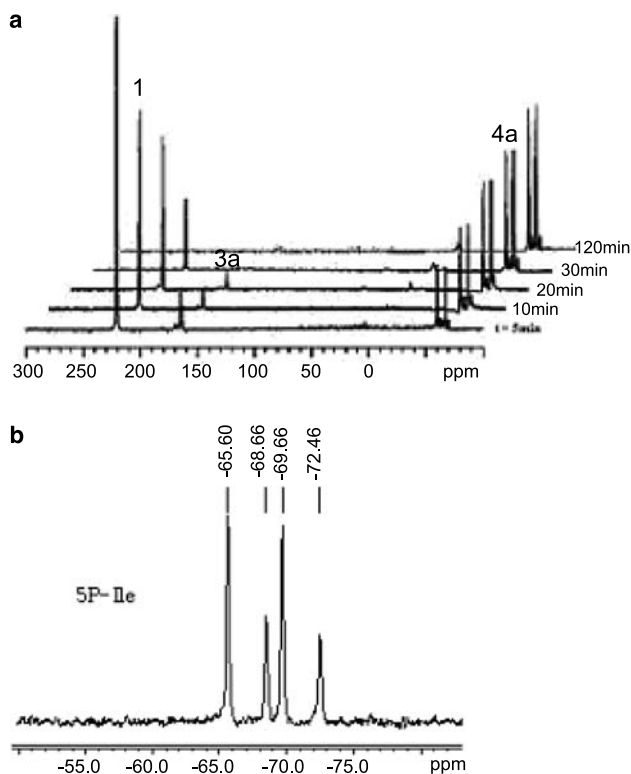 a
1
4a
3a
120min
30min
20min
10min
t = 5min
300 250 200 150 100 50 0 ppm
b
-65.60
-68.66
-69.66
-72.46
5P-Ile
-55.0 -60.0 -65.0 -70.0 -75.0 ppm